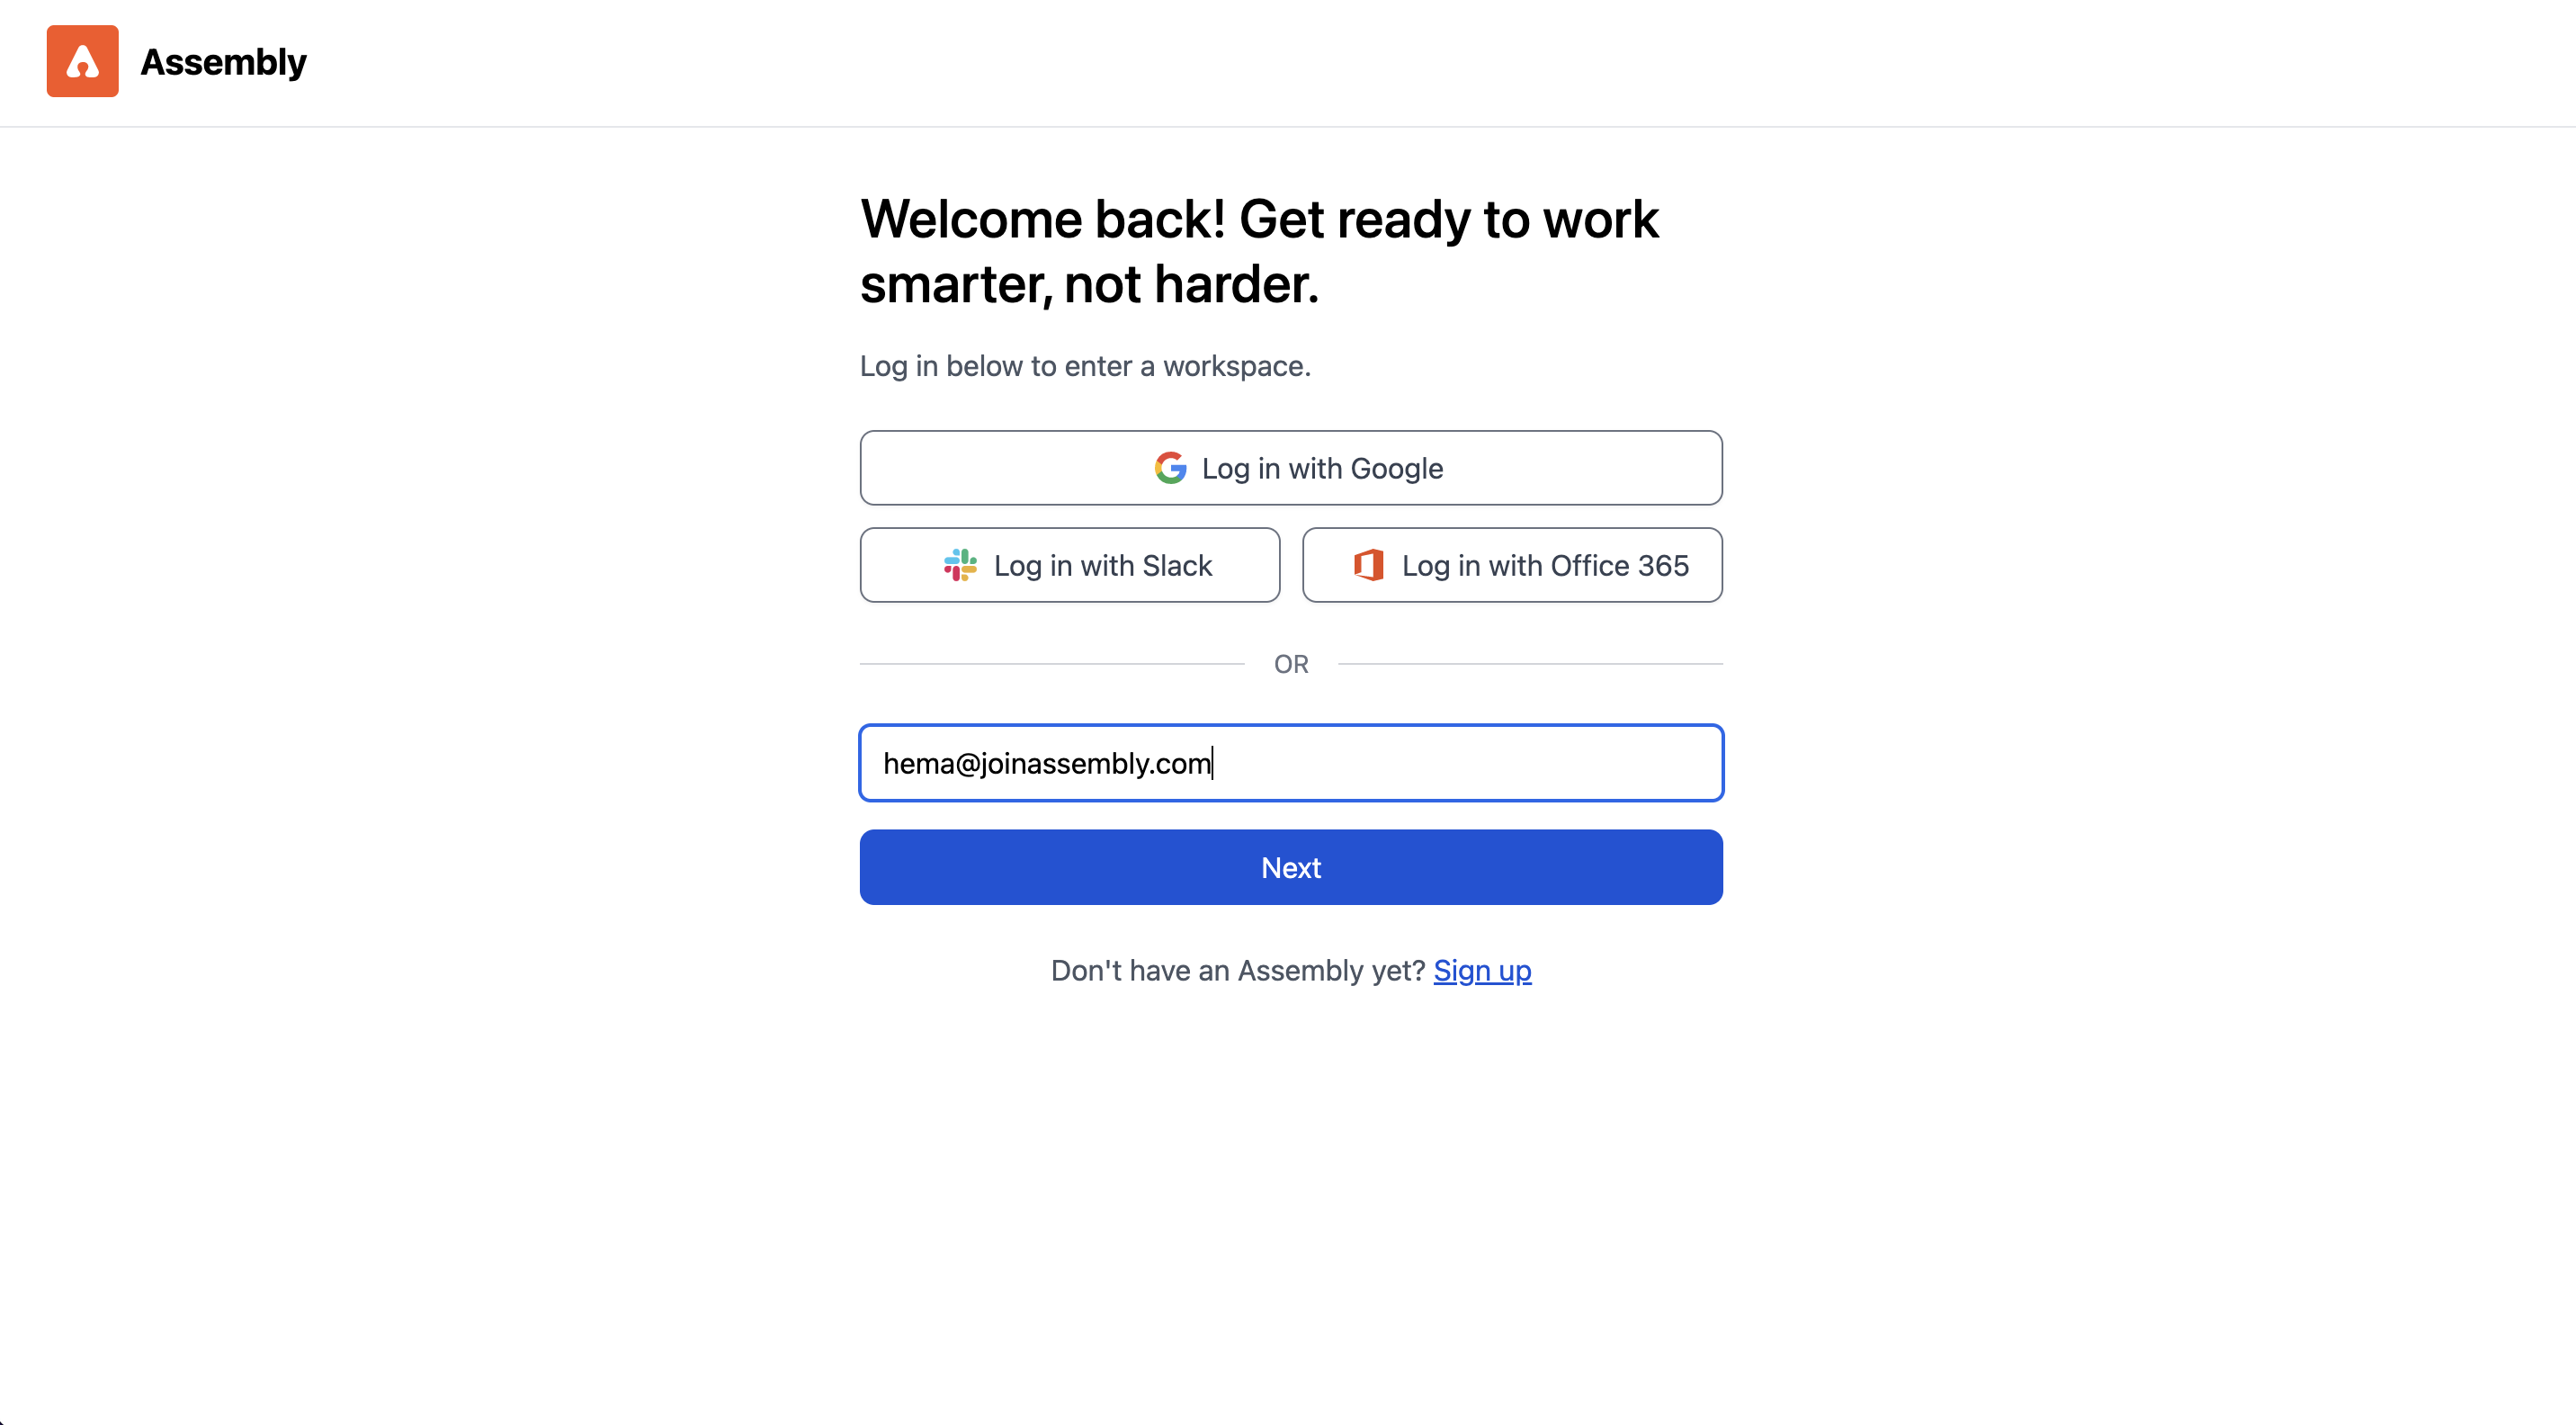 Assembly
Welcome back! Get ready to work
smarter, not harder.
Log in below to enter a workspace.
Log in with Google
Log in with Slack
Log in with Office 365
OR
hema@joinassembly.com
Next
Don't have an Assembly yet? Sign up